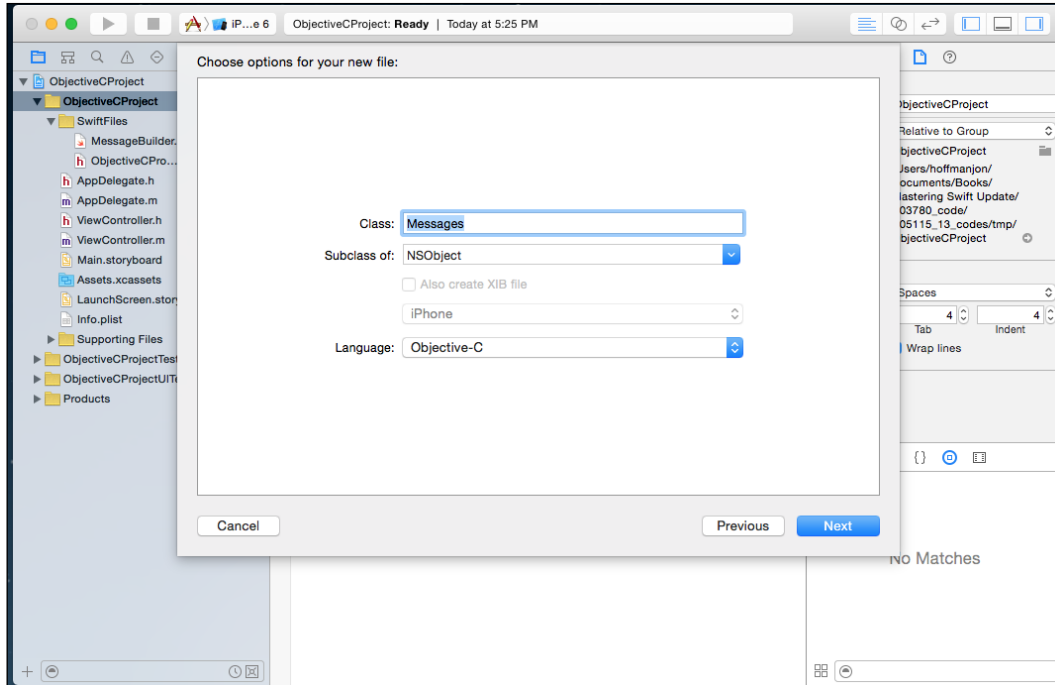 iP...e 6
ObjectiveCProject: Ready | Today at 5:25 PM
ObjectiveCProject
ObjectiveCProject
SwiftFiles
MessageBuilder.
ObjectiveCPro...
AppDelegate.h
AppDelegate.m
ViewController.h
ViewController.m
Main.storyboard
Assets.xcassets
LaunchScreen.stor
Info.plist
Supporting Files
ObjectiveCProjectTest
ObjectiveCProjectUITe
Products
Choose options for your new file:
Class: Messages
Subclass of: NSObject
Also create XIB file
iPhone
Language: Objective-C
Cancel
Previous
Next
ObjectiveCProject
Relative to Group
bjectiveCProject
Users/hoffmanjon/
ocuments/Books/
lastering Swift Update/
03780_code/
05115_13_codes/tmp/
bjectiveCProject
Spaces
4
4
Tab
Indent
Wrap lines
{}
No Matches